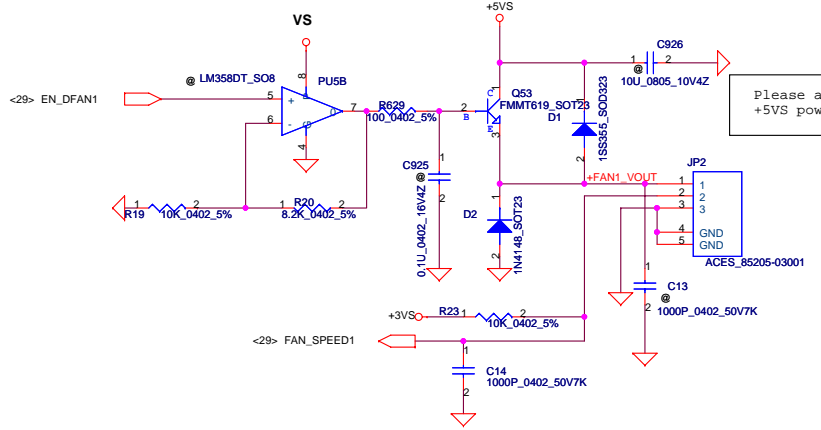 +5VS
VS
C926
1 2
@
10U_0805_10V4Z
@ LM358DT_SO8
PU5B
8
P
<29> EN_DFAN1
5
+
O
7
6
-
G
4
R629
100_0402_5%
2
B
C
1
E
3
Q53
FMMT619_SOT23
D1
1
2
1SS355_SOD323
Please a
+5VS pow
C925
@
1
2
0.1U_0402_16V4Z
+FAN1_VOUT
JP2
1 1
2 2
3 3
4 GND
5 GND
ACES_85205-03001
R19
1 2
10K_0402_5%
R20
1 2
8.2K_0402_5%
D2
1
2
1N4148_SOT23
1
C13
@
2
1000P_0402_50V7K
+3VS
R23
1 2
10K_0402_5%
<29> FAN_SPEED1
1
C14
1000P_0402_50V7K
2